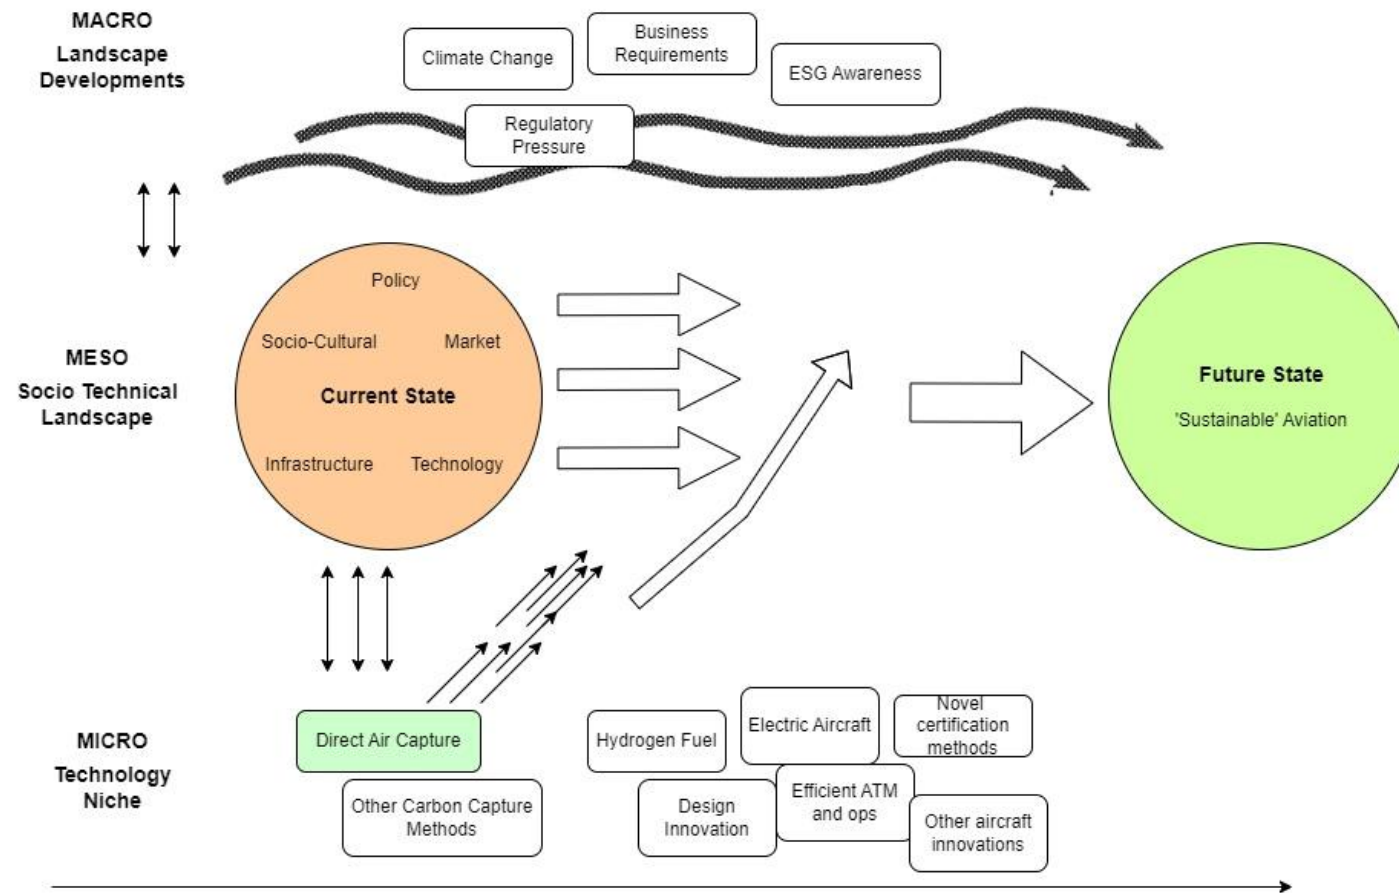 MACRO
Landscape
Developments
Climate Change
Business
Requirements
ESG Awareness
Regulatory
Pressure
MESO
Socio Technical
Landscape
Policy
Socio-Cultural
Market
Current State
Infrastructure
Technology
Future State
'Sustainable' Aviation
MICRO
Technology
Niche
Direct Air Capture
Other Carbon Capture
Methods
Hydrogen Fuel
Electric Aircraft
Novel
certification
methods
Design
Innovation
Efficient ATM
and ops
Other aircraft
innovations